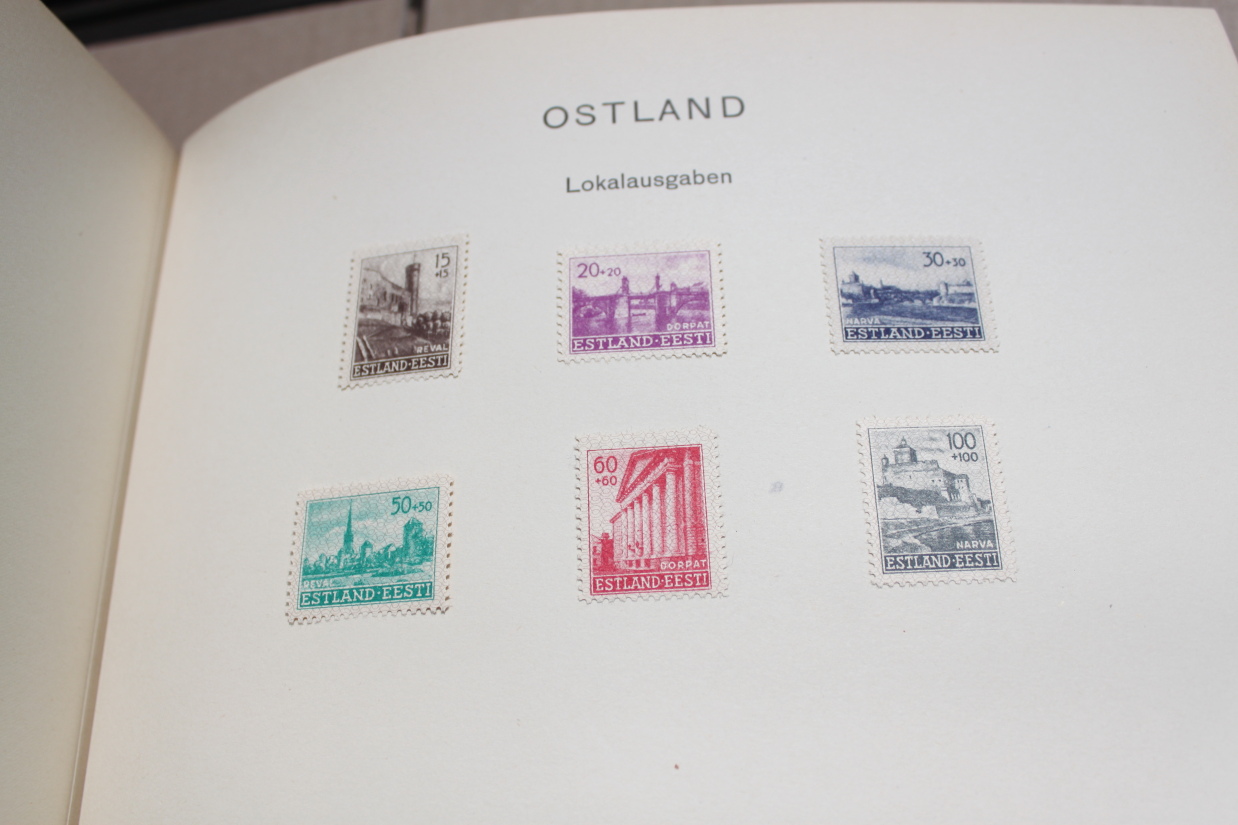 OSTLAND
Lokalausgaben
15
+15
REVAL
ESTLAND·EESTI
20+20
DORPAT
ESTLAND·EESTI
30+30
NARVA
ESTLAND·EESTI
50+50
REVAL
ESTLAND·EESTI
60
+60
DORPAT
ESTLAND·EESTI
100
+100
NARVA
ESTLAND·EESTI